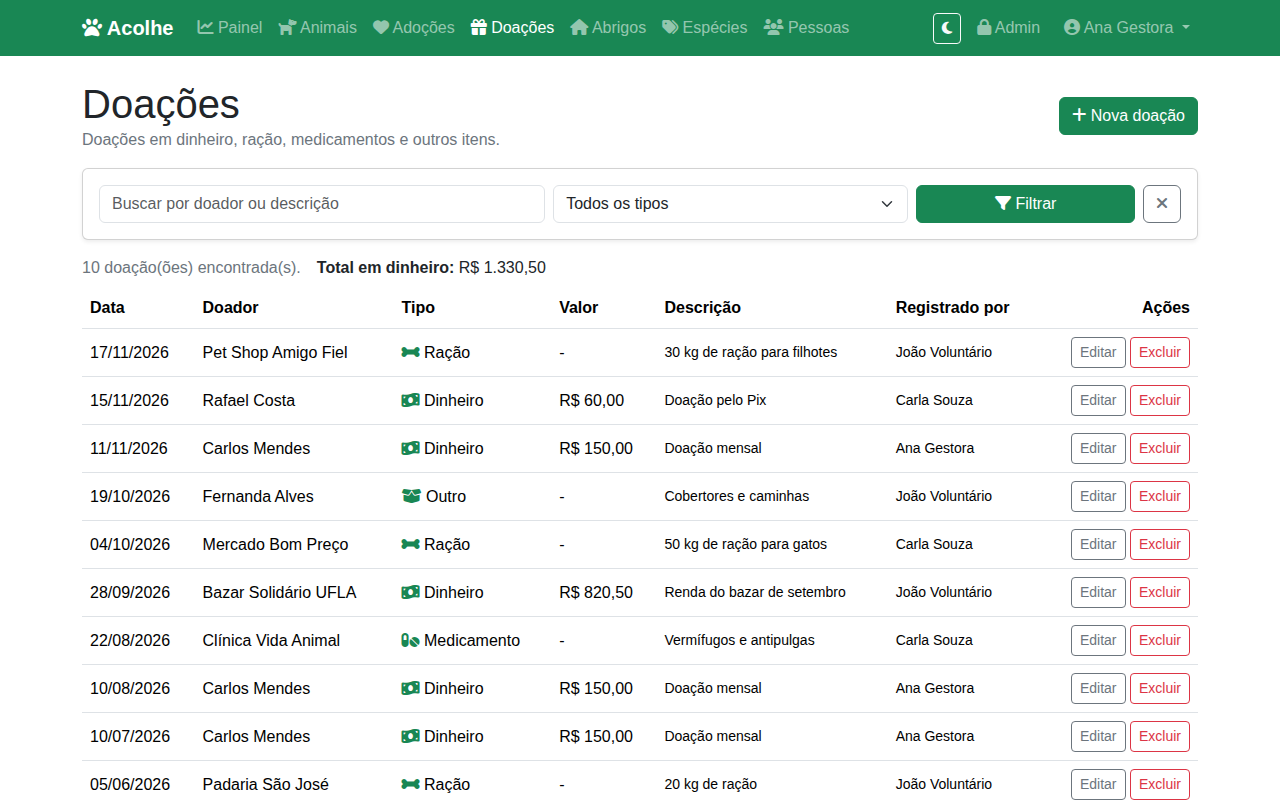 Acolhe Painel Animais Adoções Doações Abrigos Espécies Pessoas Admin Ana Gestora
Doações
Doações em dinheiro, ração, medicamentos e outros itens.
Nova doação
Buscar por doador ou descrição Todos os tipos Filtrar
10 doação(ões) encontrada(s). Total em dinheiro: R$ 1.330,50
Data Doador Tipo Valor Descrição Registrado por Ações
17/11/2026 Pet Shop Amigo Fiel Ração - 30 kg de ração para filhotes João Voluntário Editar Excluir
15/11/2026 Rafael Costa Dinheiro R$ 60,00 Doação pelo Pix Carla Souza Editar Excluir
11/11/2026 Carlos Mendes Dinheiro R$ 150,00 Doação mensal Ana Gestora Editar Excluir
19/10/2026 Fernanda Alves Outro - Cobertores e caminhas João Voluntário Editar Excluir
04/10/2026 Mercado Bom Preço Ração - 50 kg de ração para gatos Carla Souza Editar Excluir
28/09/2026 Bazar Solidário UFLA Dinheiro R$ 820,50 Renda do bazar de setembro João Voluntário Editar Excluir
22/08/2026 Clínica Vida Animal Medicamento - Vermífugos e antipulgas Carla Souza Editar Excluir
10/08/2026 Carlos Mendes Dinheiro R$ 150,00 Doação mensal Ana Gestora Editar Excluir
10/07/2026 Carlos Mendes Dinheiro R$ 150,00 Doação mensal Ana Gestora Editar Excluir
05/06/2026 Padaria São José Ração - 20 kg de ração João Voluntário Editar Excluir